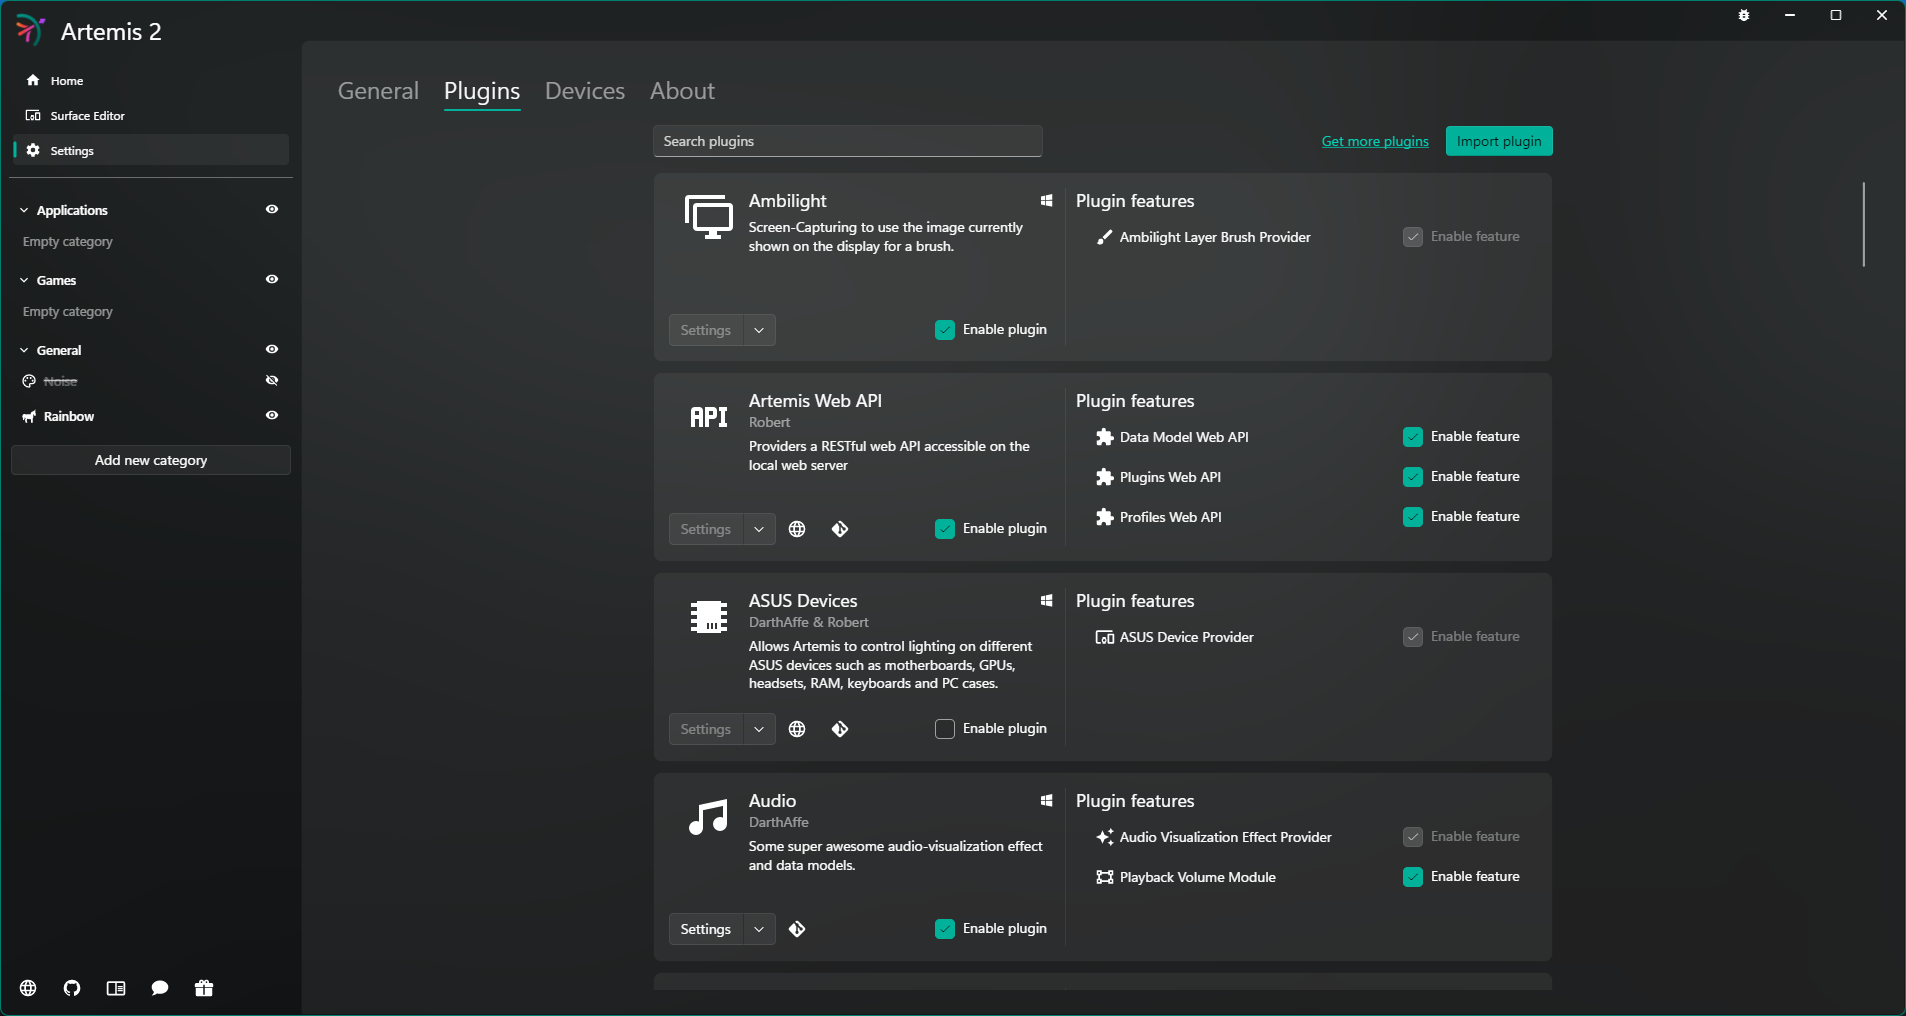 Artemis 2
Home
Surface Editor
Settings
Applications
Empty category
Games
Empty category
General
Noise
Rainbow
Add new category
General Plugins Devices About
Search plugins
Get more plugins
Import plugin
Ambilight
Screen-Capturing to use the image currently
shown on the display for a brush.
Settings
Enable plugin
Plugin features
Ambilight Layer Brush Provider
Enable feature
API
Artemis Web API
Robert
Providers a RESTful web API accessible on the
local web server
Settings
Enable plugin
Plugin features
Data Model Web API
Enable feature
Plugins Web API
Enable feature
Profiles Web API
Enable feature
ASUS Devices
DarthAffe & Robert
Allows Artemis to control lighting on different
ASUS devices such as motherboards, GPUs,
headsets, RAM, keyboards and PC cases.
Settings
Enable plugin
Plugin features
ASUS Device Provider
Enable feature
Audio
DarthAffe
Some super awesome audio-visualization effect
and data models.
Settings
Enable plugin
Plugin features
Audio Visualization Effect Provider
Enable feature
Playback Volume Module
Enable feature